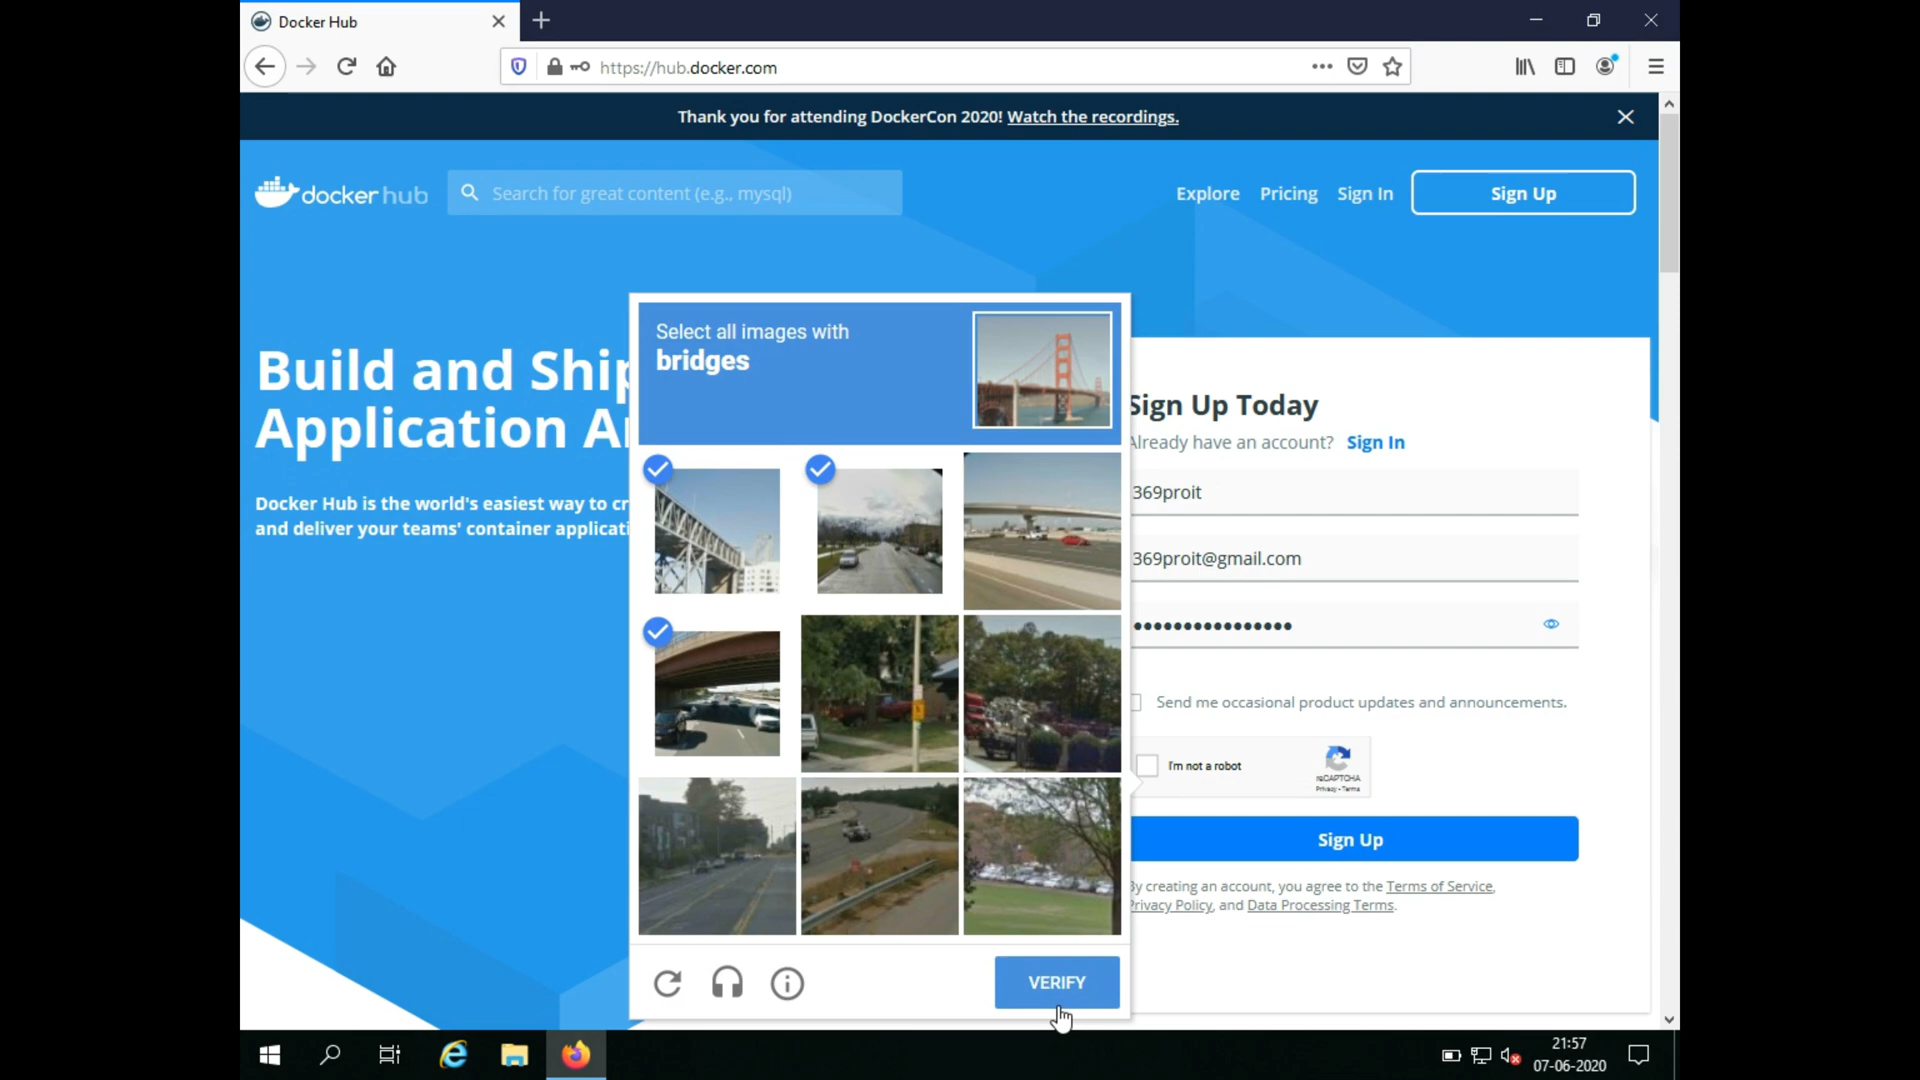 Docker Hub
https://hub.docker.com
Thank you for attending DockerCon 2020! Watch the recordings.
docker hub
Search for great content (e.g., mysql)
Explore
Pricing
Sign In
Sign Up
Build and Ship
Application A
Docker Hub is the world's easiest way to cr
and deliver your teams' container applicati
Select all images with
bridges
VERIFY
Sign Up Today
Already have an account? Sign In
369proit
369proit@gmail.com
Send me occasional product updates and announcements.
I'm not a robot
reCAPTCHA
Privacy - Terms
Sign Up
By creating an account, you agree to the Terms of Service,
Privacy Policy, and Data Processing Terms.
21:57
07-06-2020